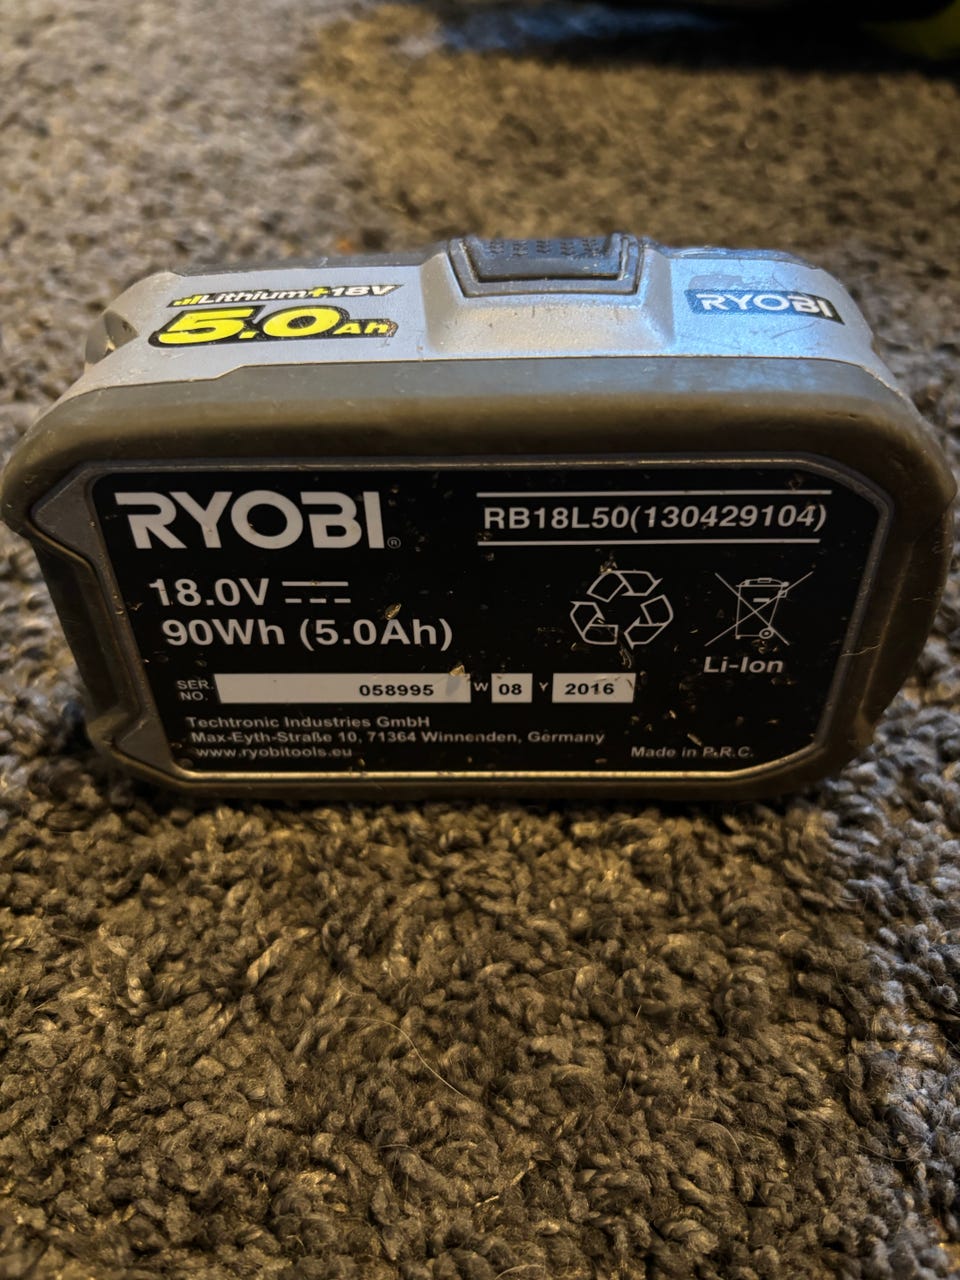 Lithium+18V
5.0Ah
RYOBI
RYOBI®
RB18L50(130429104)
18.0V
90Wh (5.0Ah)
Li-Ion
SER. NO. 058995 W 08 Y 2016
Techtronic Industries GmbH
Max-Eyth-Straße 10, 71364 Winnenden, Germany
www.ryobitools.eu
Made in P.R.C.